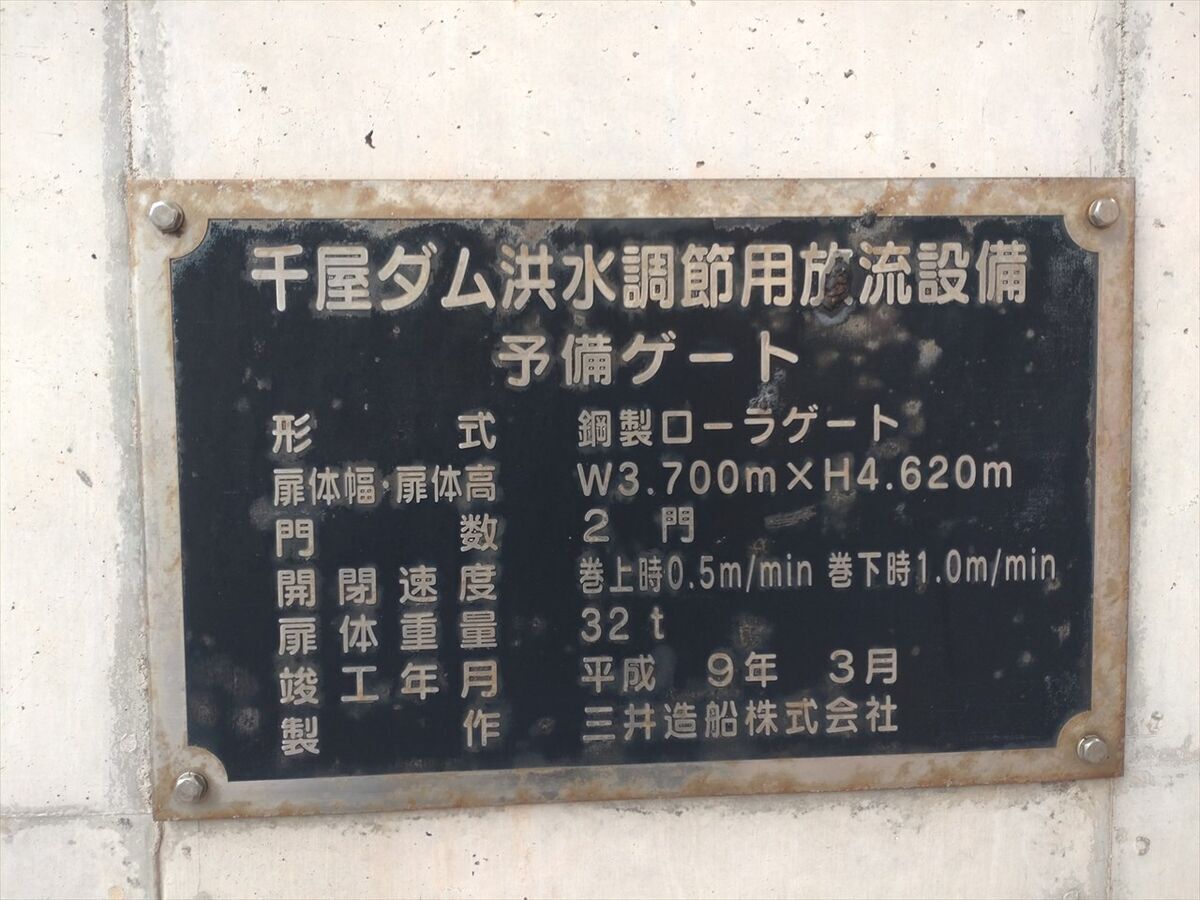 千屋ダム洪水調節用放流設備
予備ゲート
形式 鋼製ローラゲート
扉体幅・扉体高 W3.700m×H4.620m
門数 2門
開閉速度 巻上時0.5m/min 巻下時1.0m/min
扉体重量 32t
竣工年月 平成 9年 3月
製作 三井造船株式会社